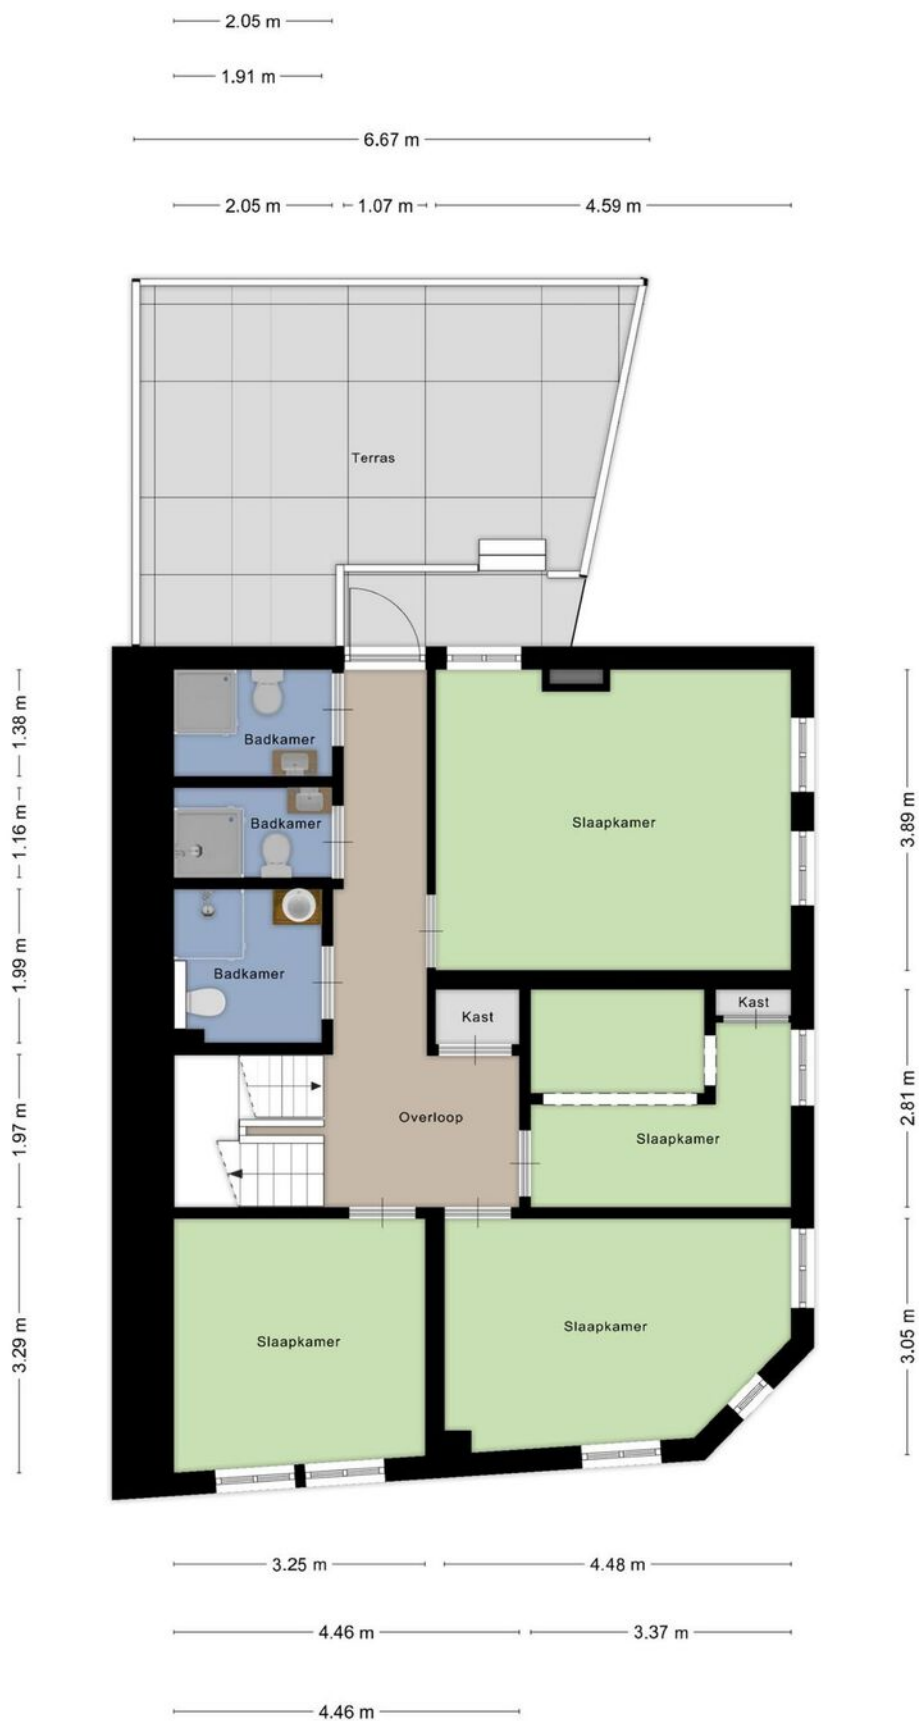 2.05 m
1.91 m
6.67 m
2.05 m
1.07 m
4.59 m
Terras
1.38 m
Badkamer
1.16 m
Badkamer
Slaapkamer
3.89 m
1.99 m
Badkamer
Kast
Kast
1.97 m
Overloop
Slaapkamer
2.81 m
3.29 m
Slaapkamer
Slaapkamer
3.05 m
3.25 m
4.48 m
4.46 m
3.37 m
4.46 m